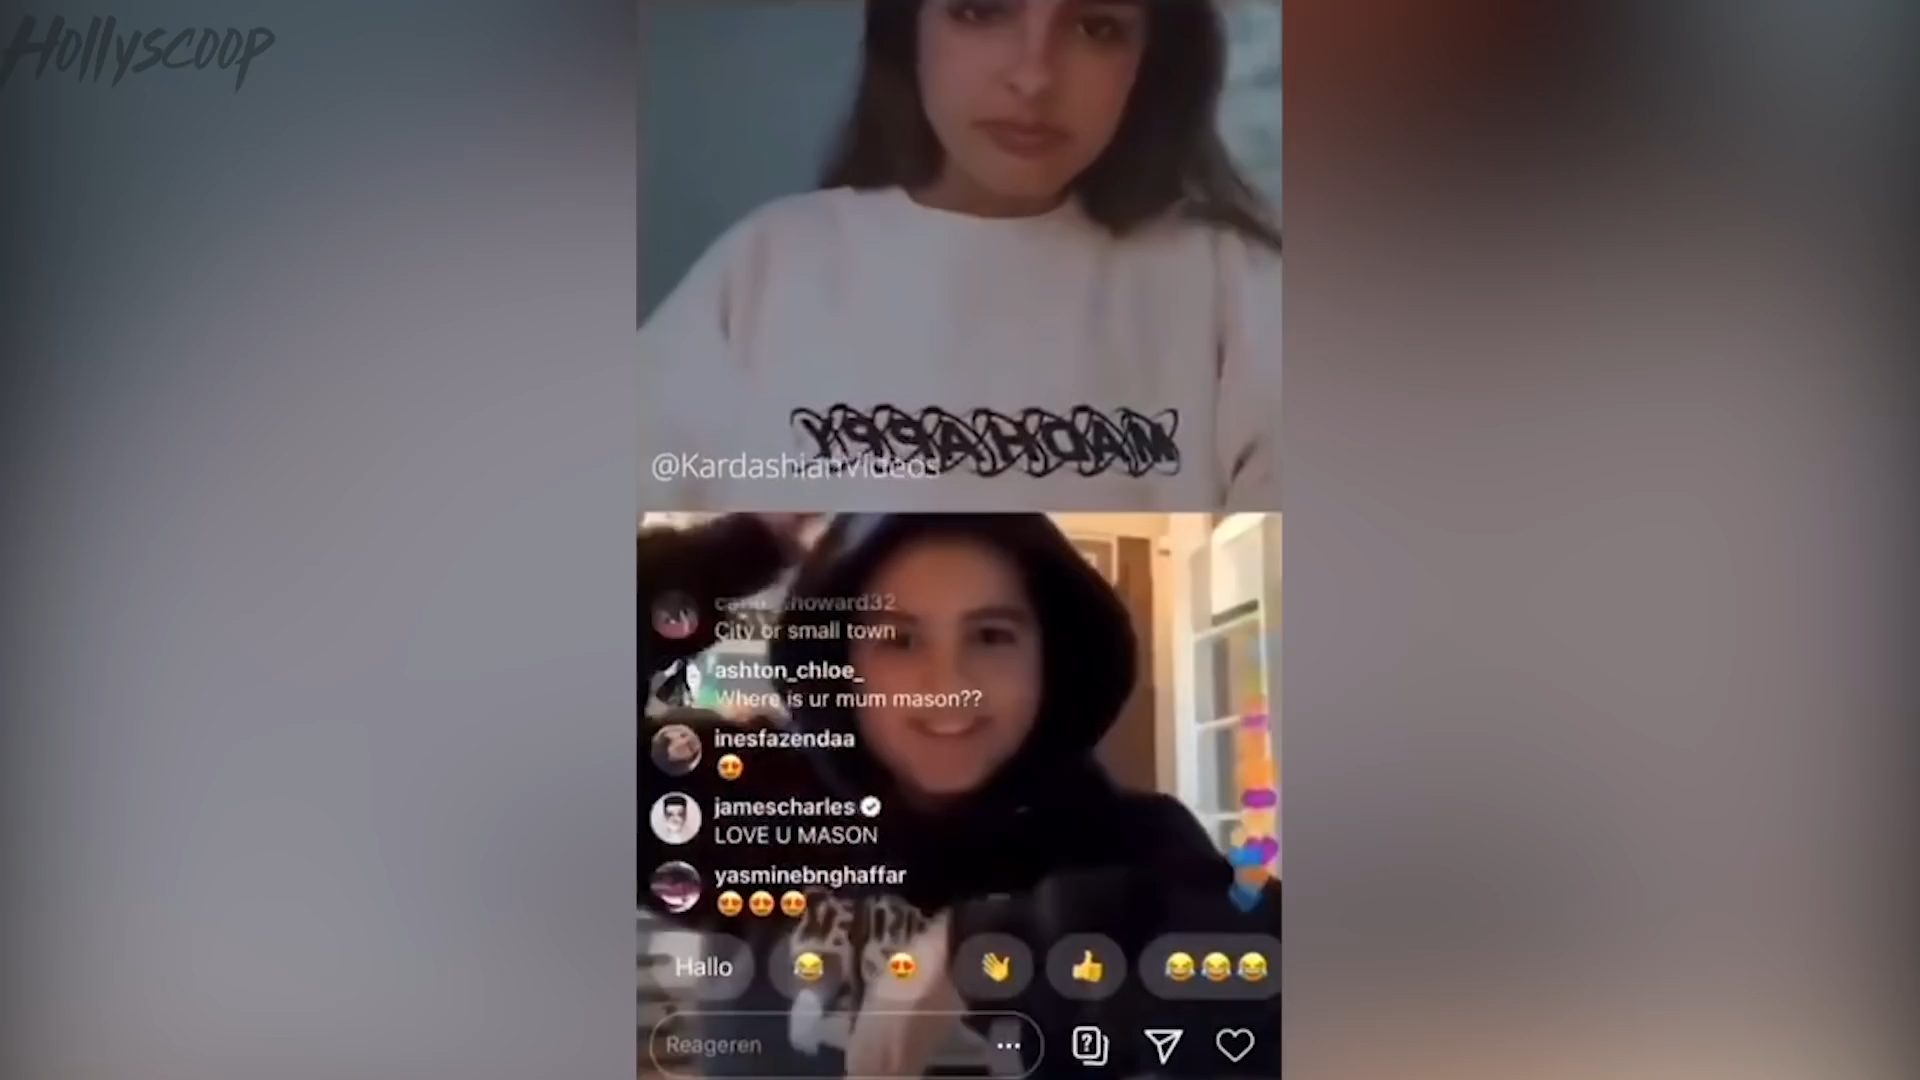 Hollyscoop
MADHAPPY
@Kardashianvideos
City or small town
ashton_chloe_
Where is ur mum mason??
inesfazendaa
jamescharles
LOVE U MASON
yasminebnghaffar
Hallo
Reageren